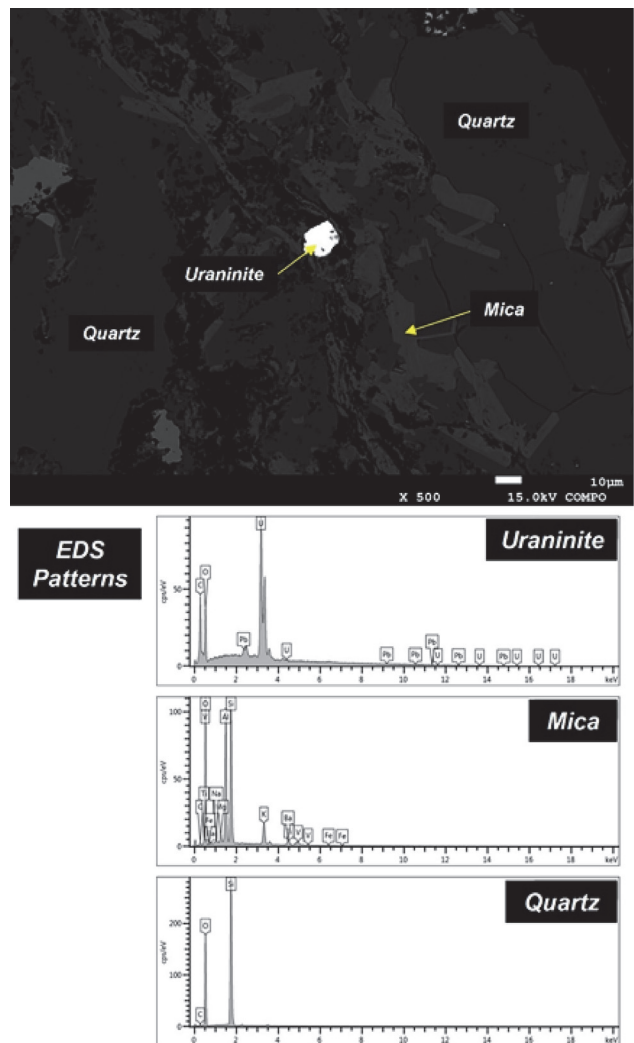 Quartz
Uraninite
Mica
Quartz
10µm
X 500 15.0kV COMPO
EDS
Patterns
Uraninite
U
O
C
Pb
U
Pb
Pb
Pb
U
Pb
U
Pb
U
U
U
50
0
cps/eV
0 2 4 6 8 10 12 14 16 18 keV
Mica
O
Si
V
Al
Ti
Na
C
Mg
Fe
K
Ba
V
V
Fe
Fe
100
50
0
cps/eV
0 2 4 6 8 10 12 14 16 18 keV
Quartz
Si
O
C
200
100
0
cps/eV
0 2 4 6 8 10 12 14 16 18 keV